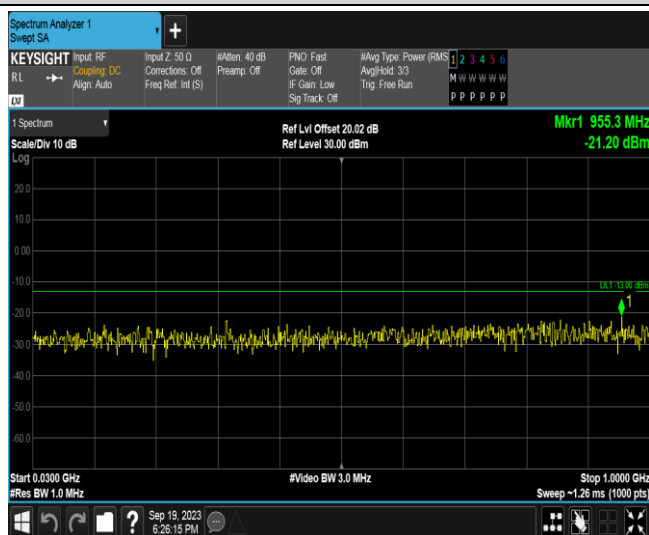 Spectrum Analyzer 1
Swept SA
+
KEYSIGHT
R L
LXI
Input: RF
Coupling: DC
Align: Auto
Input Z: 50 Ω
Corrections: Off
Freq Ref: Int (S)
#Atten: 40 dB
Preamp: Off
PNO: Fast
Gate: Off
IF Gain: Low
Sig Track: Off
#Avg Type: Power (RMS
Avg|Hold: 3/3
Trig: Free Run
1 2 3 4 5 6
M W W W W W
P P P P P P
1 Spectrum
Scale/Div 10 dB
Ref Lvl Offset 20.02 dB
Ref Level 30.00 dBm
Mkr1 955.3 MHz
-21.20 dBm
Log
20.0
10.0
0.00
-10.0
DL1 -13.00 dBm
1
-20.0
-30.0
-40.0
-50.0
-60.0
Start 0.0300 GHz
#Video BW 3.0 MHz
Stop 1.0000 GHz
#Res BW 1.0 MHz
Sweep ~1.26 ms (1000 pts)
?
Sep 19, 2023
6:26:15 PM